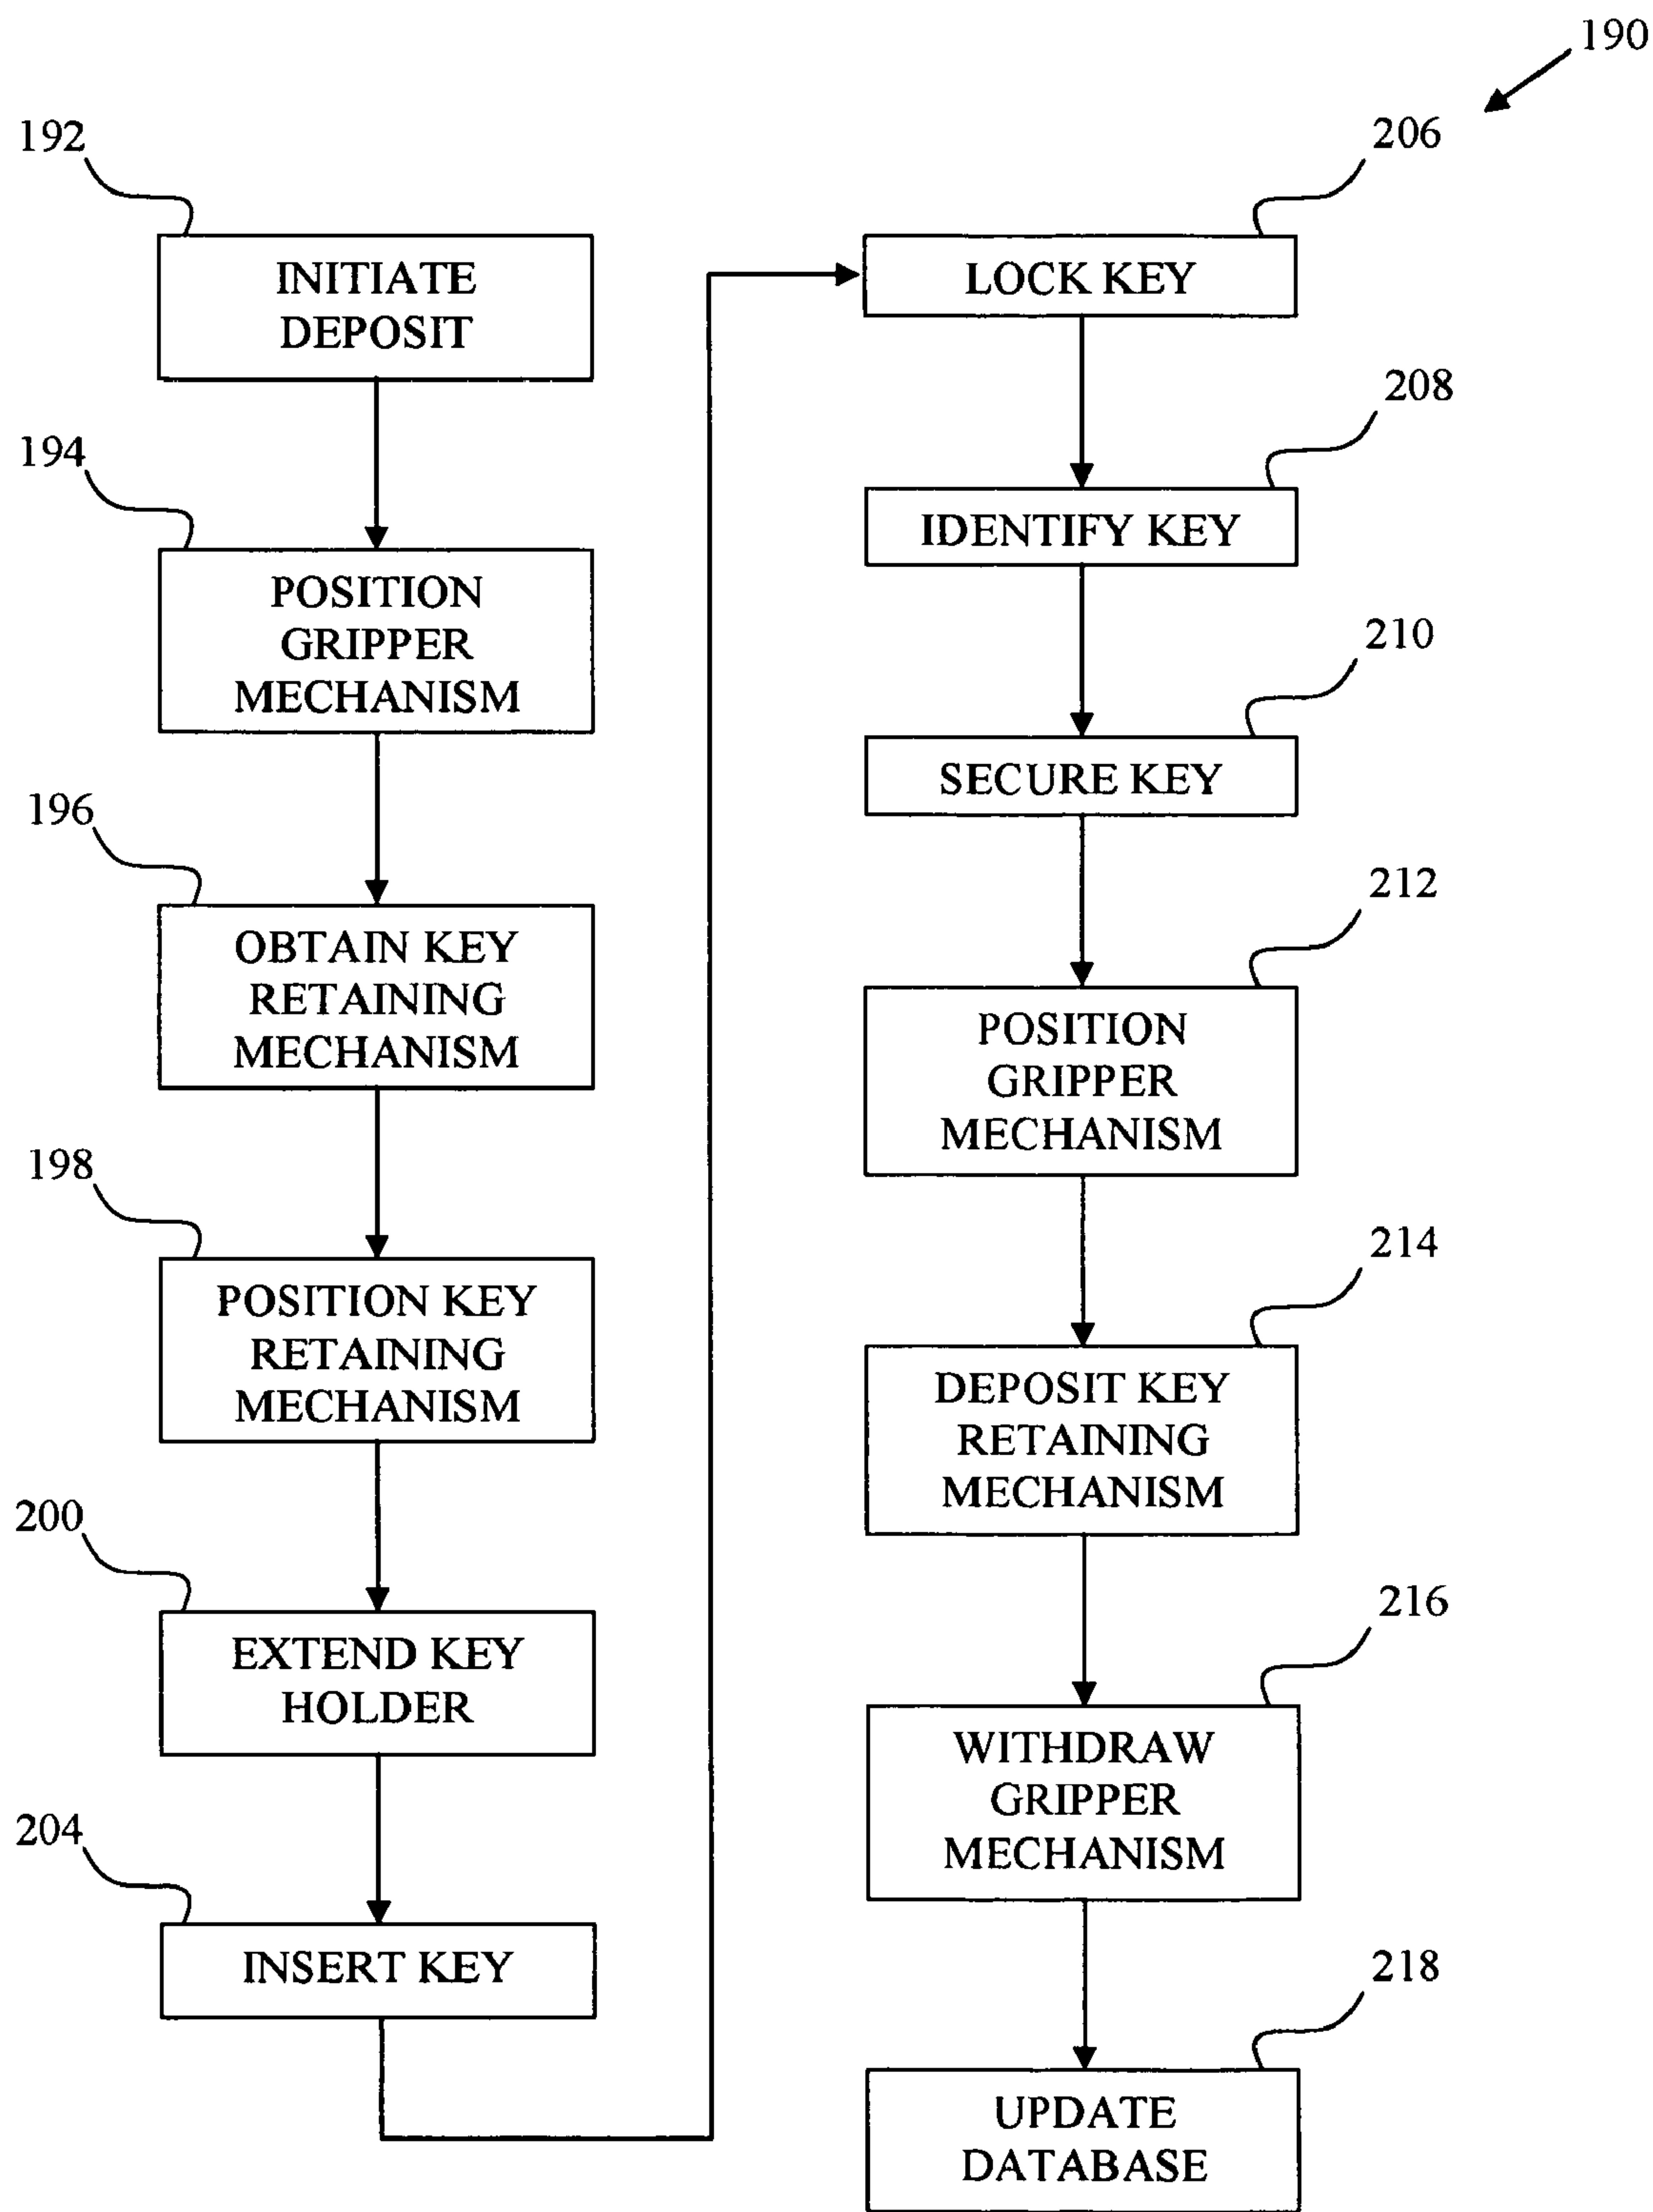 190
192
INITIATE
DEPOSIT
194
POSITION
GRIPPER
MECHANISM
196
OBTAIN KEY
RETAINING
MECHANISM
198
POSITION KEY
RETAINING
MECHANISM
200
EXTEND KEY
HOLDER
204
INSERT KEY
206
LOCK KEY
208
IDENTIFY KEY
210
SECURE KEY
212
POSITION
GRIPPER
MECHANISM
214
DEPOSIT KEY
RETAINING
MECHANISM
216
WITHDRAW
GRIPPER
MECHANISM
218
UPDATE
DATABASE